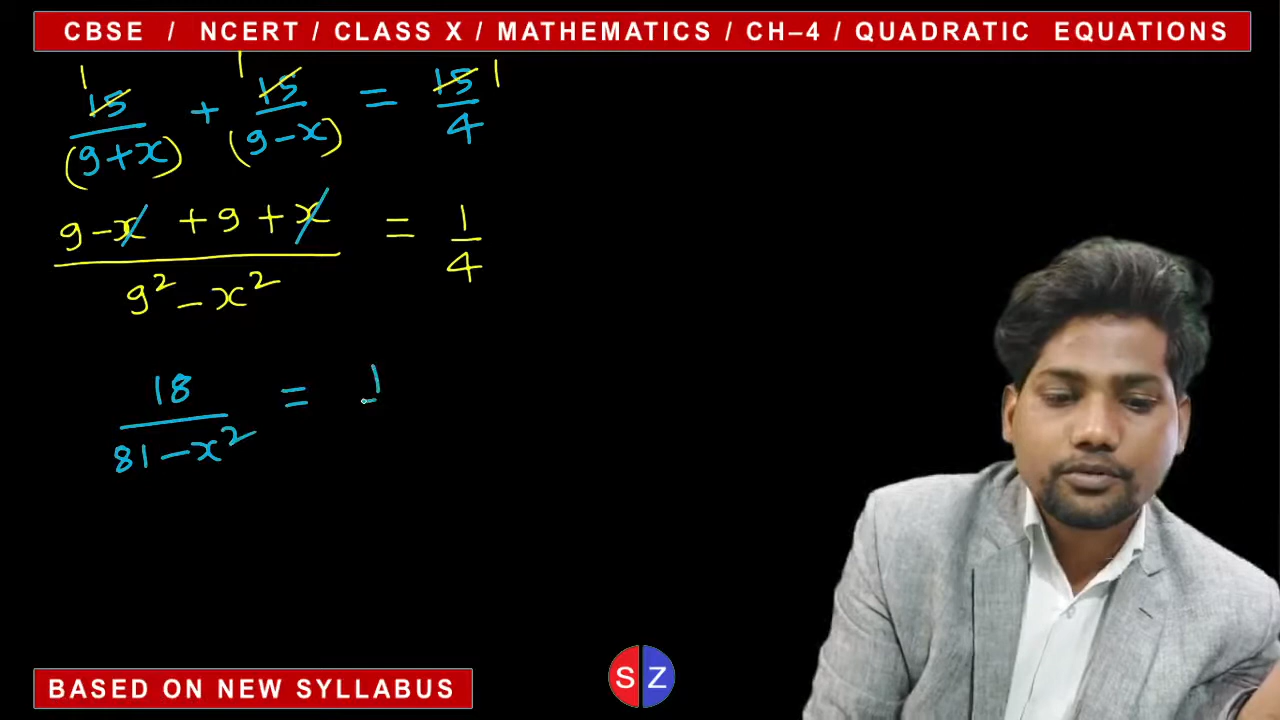 CBSE / NCERT / CLASS X / MATHEMATICS / CH–4 / QUADRATIC EQUATIONS
1 1 1
15/(9+x) + 15/(9-x) = 15/4
9-x +9+x / 9²-x² = 1/4
18/81-x² = 1
BASED ON NEW SYLLABUS
S Z